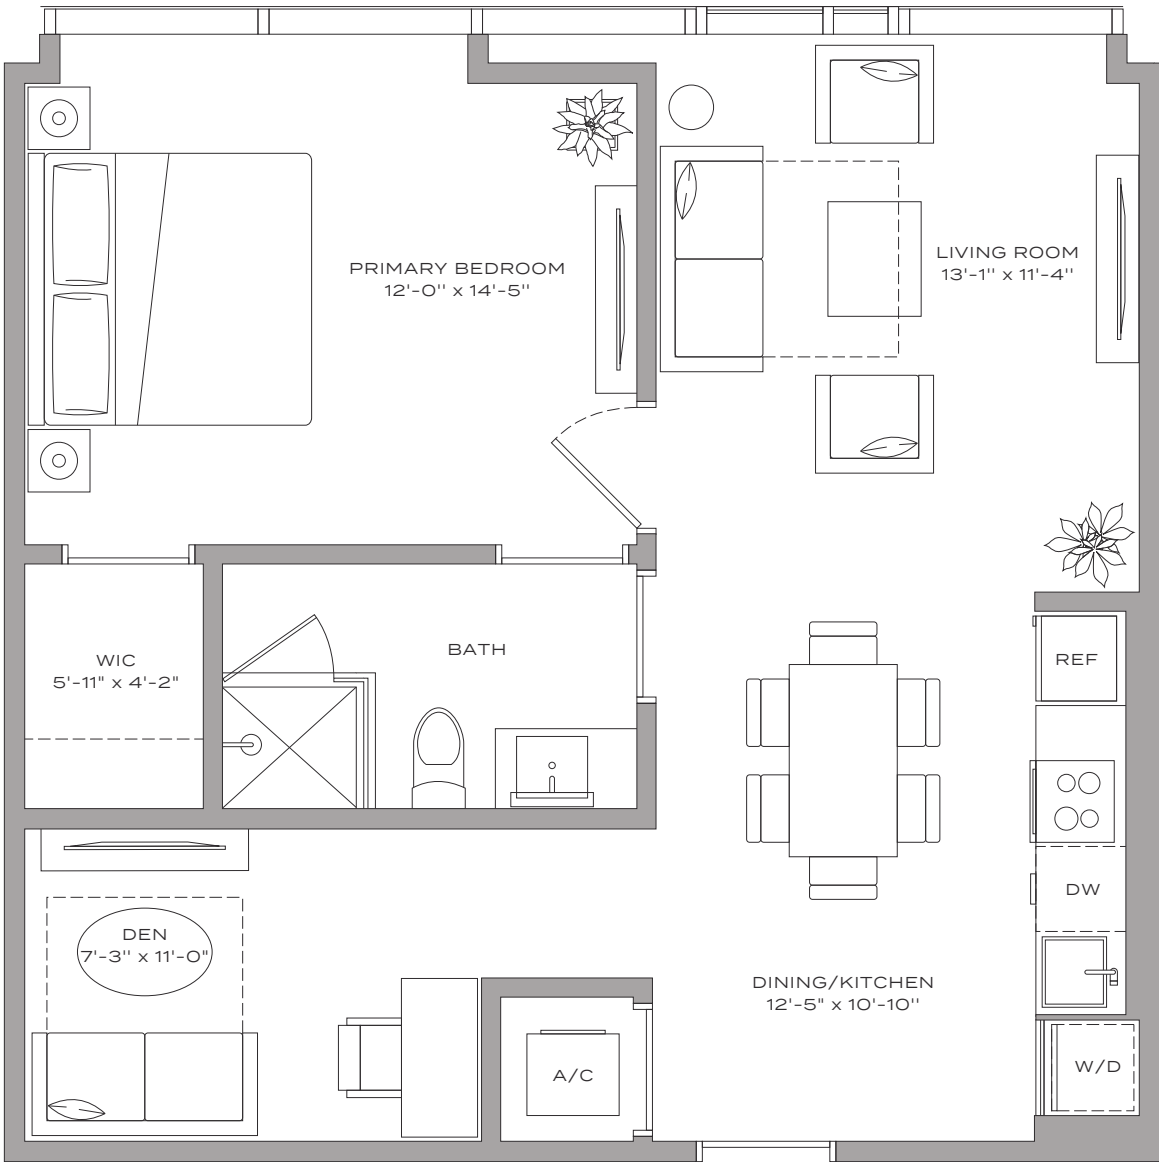 PRIMARY BEDROOM
12'-0" x 14'-5"
LIVING ROOM
13'-1" x 11'-4"
WIC
5'-11" x 4'-2"
BATH
REF
DW
DEN
7'-3" x 11'-0"
DINING/KITCHEN
12'-5" x 10'-10"
A/C
W/D